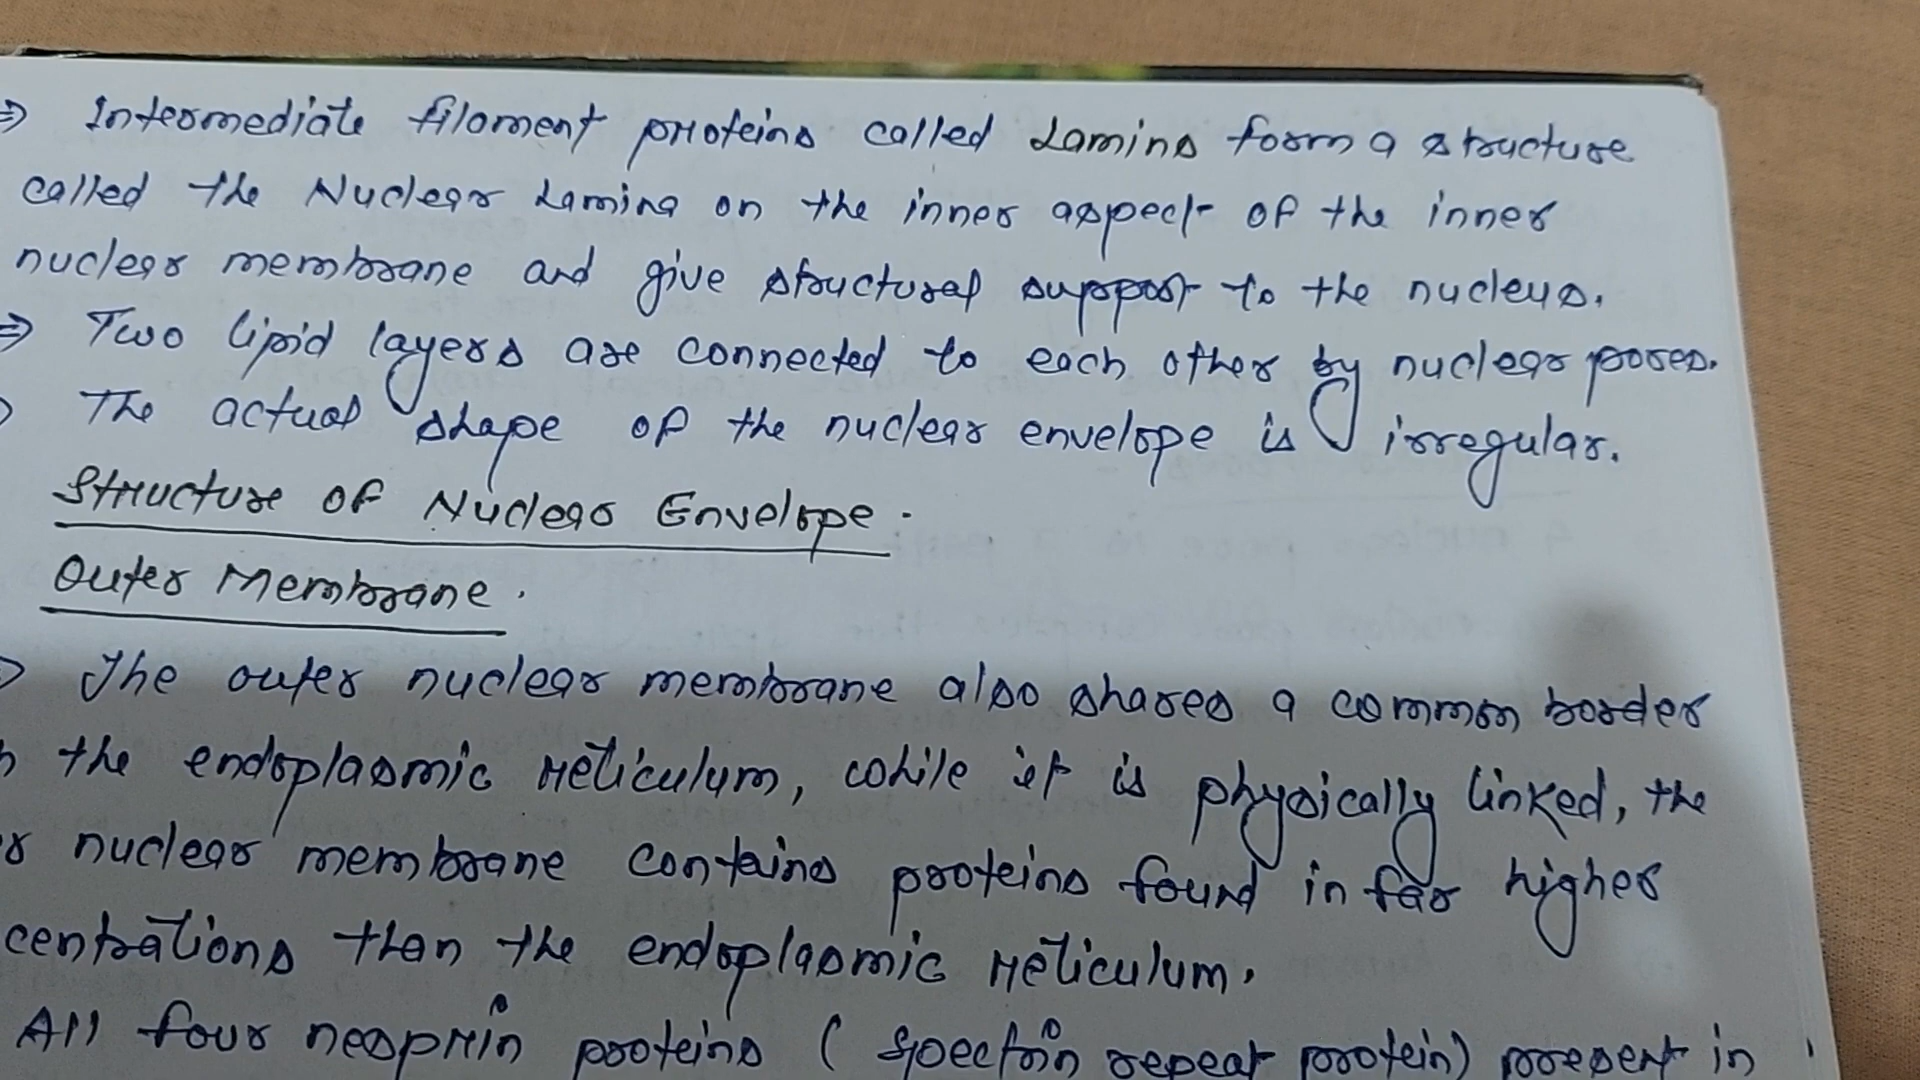 ⇒ Intermediate filament proteins called Lamins form a structure
called the Nuclear Lamina on the inner aspect of the inner
nuclear membrane and give structural support to the nucleus.
⇒ Two lipid layers are connected to each other by nuclear pores.
The actual shape of the nuclear envelope is irregular.
Structure of Nuclear Envelope.
Outer Membrane.
The outer nuclear membrane also shares a common border
the endoplasmic reticulum, while it is physically linked, the
nuclear membrane contains proteins found in far higher
centrations than the endoplasmic reticulum.
All four nesprin proteins ( Spectrin repeat protein) present in